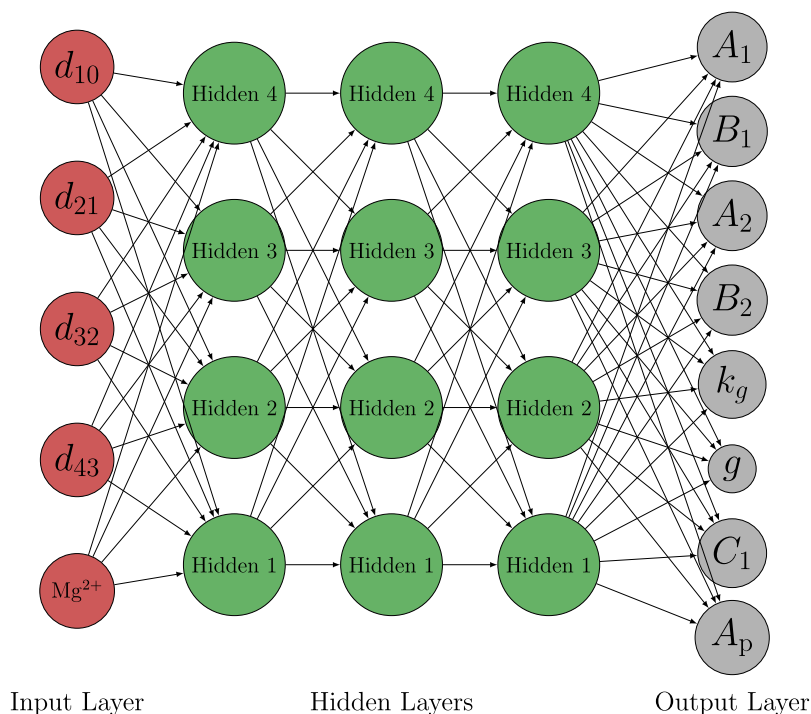 d₁₀
d₂₁
d₃₂
d₄₃
Mg²⁺
Hidden 4
Hidden 3
Hidden 2
Hidden 1
Hidden 4
Hidden 3
Hidden 2
Hidden 1
Hidden 4
Hidden 3
Hidden 2
Hidden 1
A₁
B₁
A₂
B₂
k_g
g
C₁
Aₚ
Input Layer
Hidden Layers
Output Layer